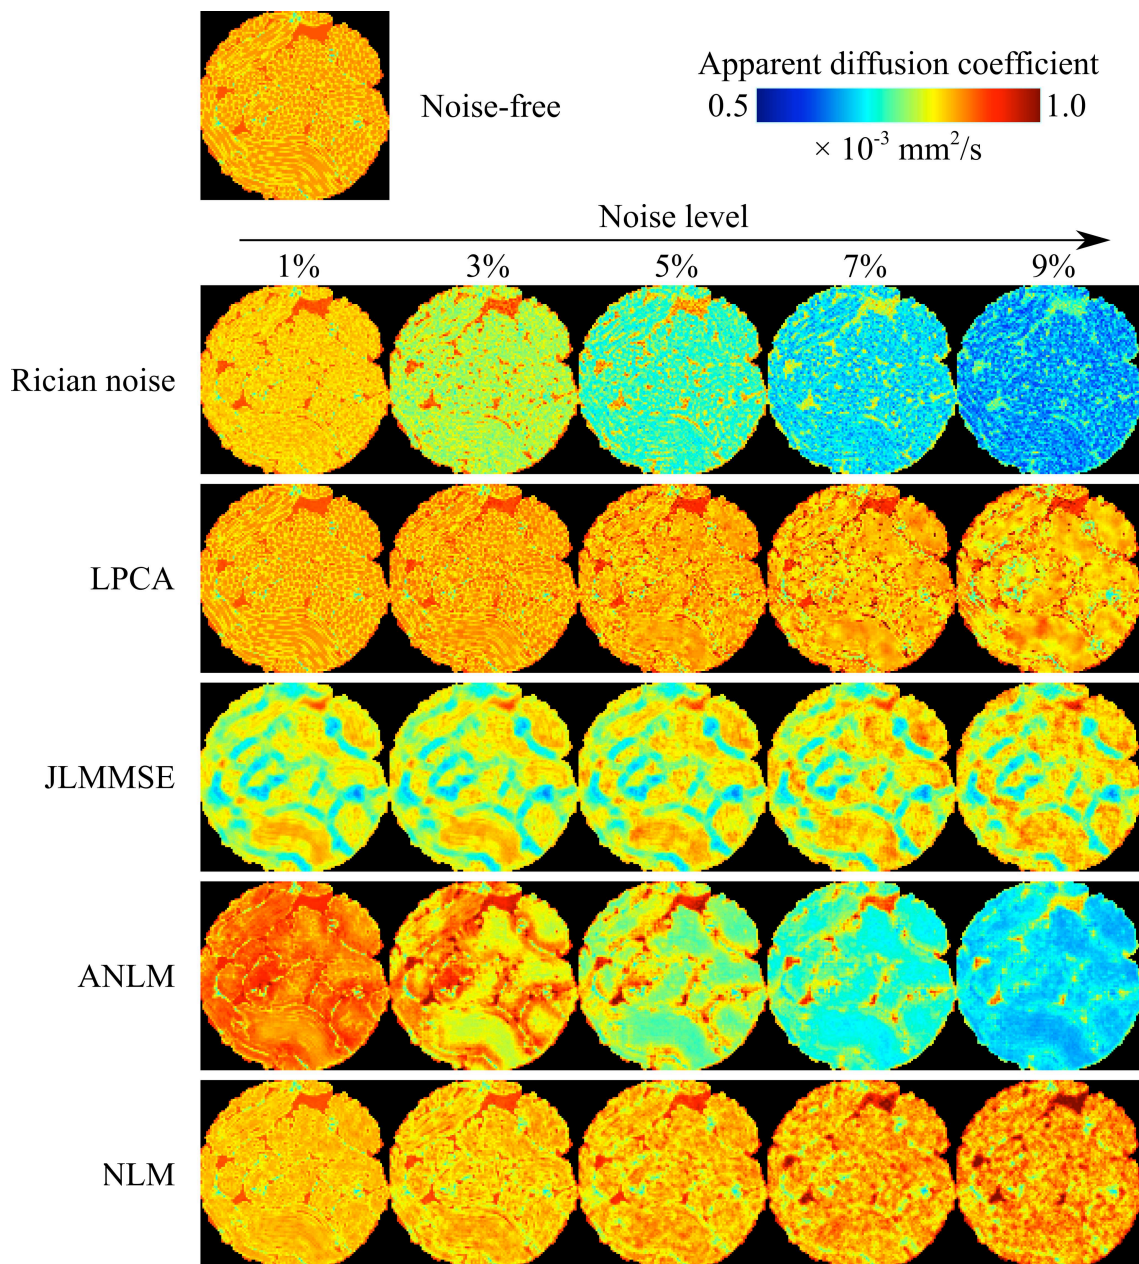 Noise-free
Apparent diffusion coefficient
0.5 1.0
× 10⁻³ mm²/s
Noise level
1% 3% 5% 7% 9%
Rician noise
LPCA
JLMMSE
ANLM
NLM